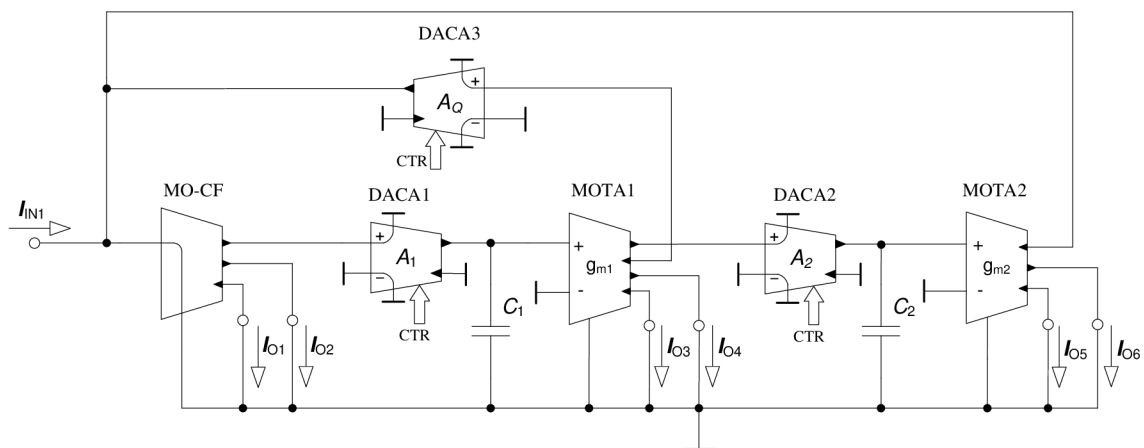 DACA3
+
A_Q
−
CTR
MO-CF
DACA1
MOTA1
DACA2
MOTA2
I_IN1
+
A_1
−
CTR
C_1
+
g_m1
-
+
A_2
−
CTR
C_2
+
g_m2
-
I_O1
I_O2
I_O3
I_O4
I_O5
I_O6